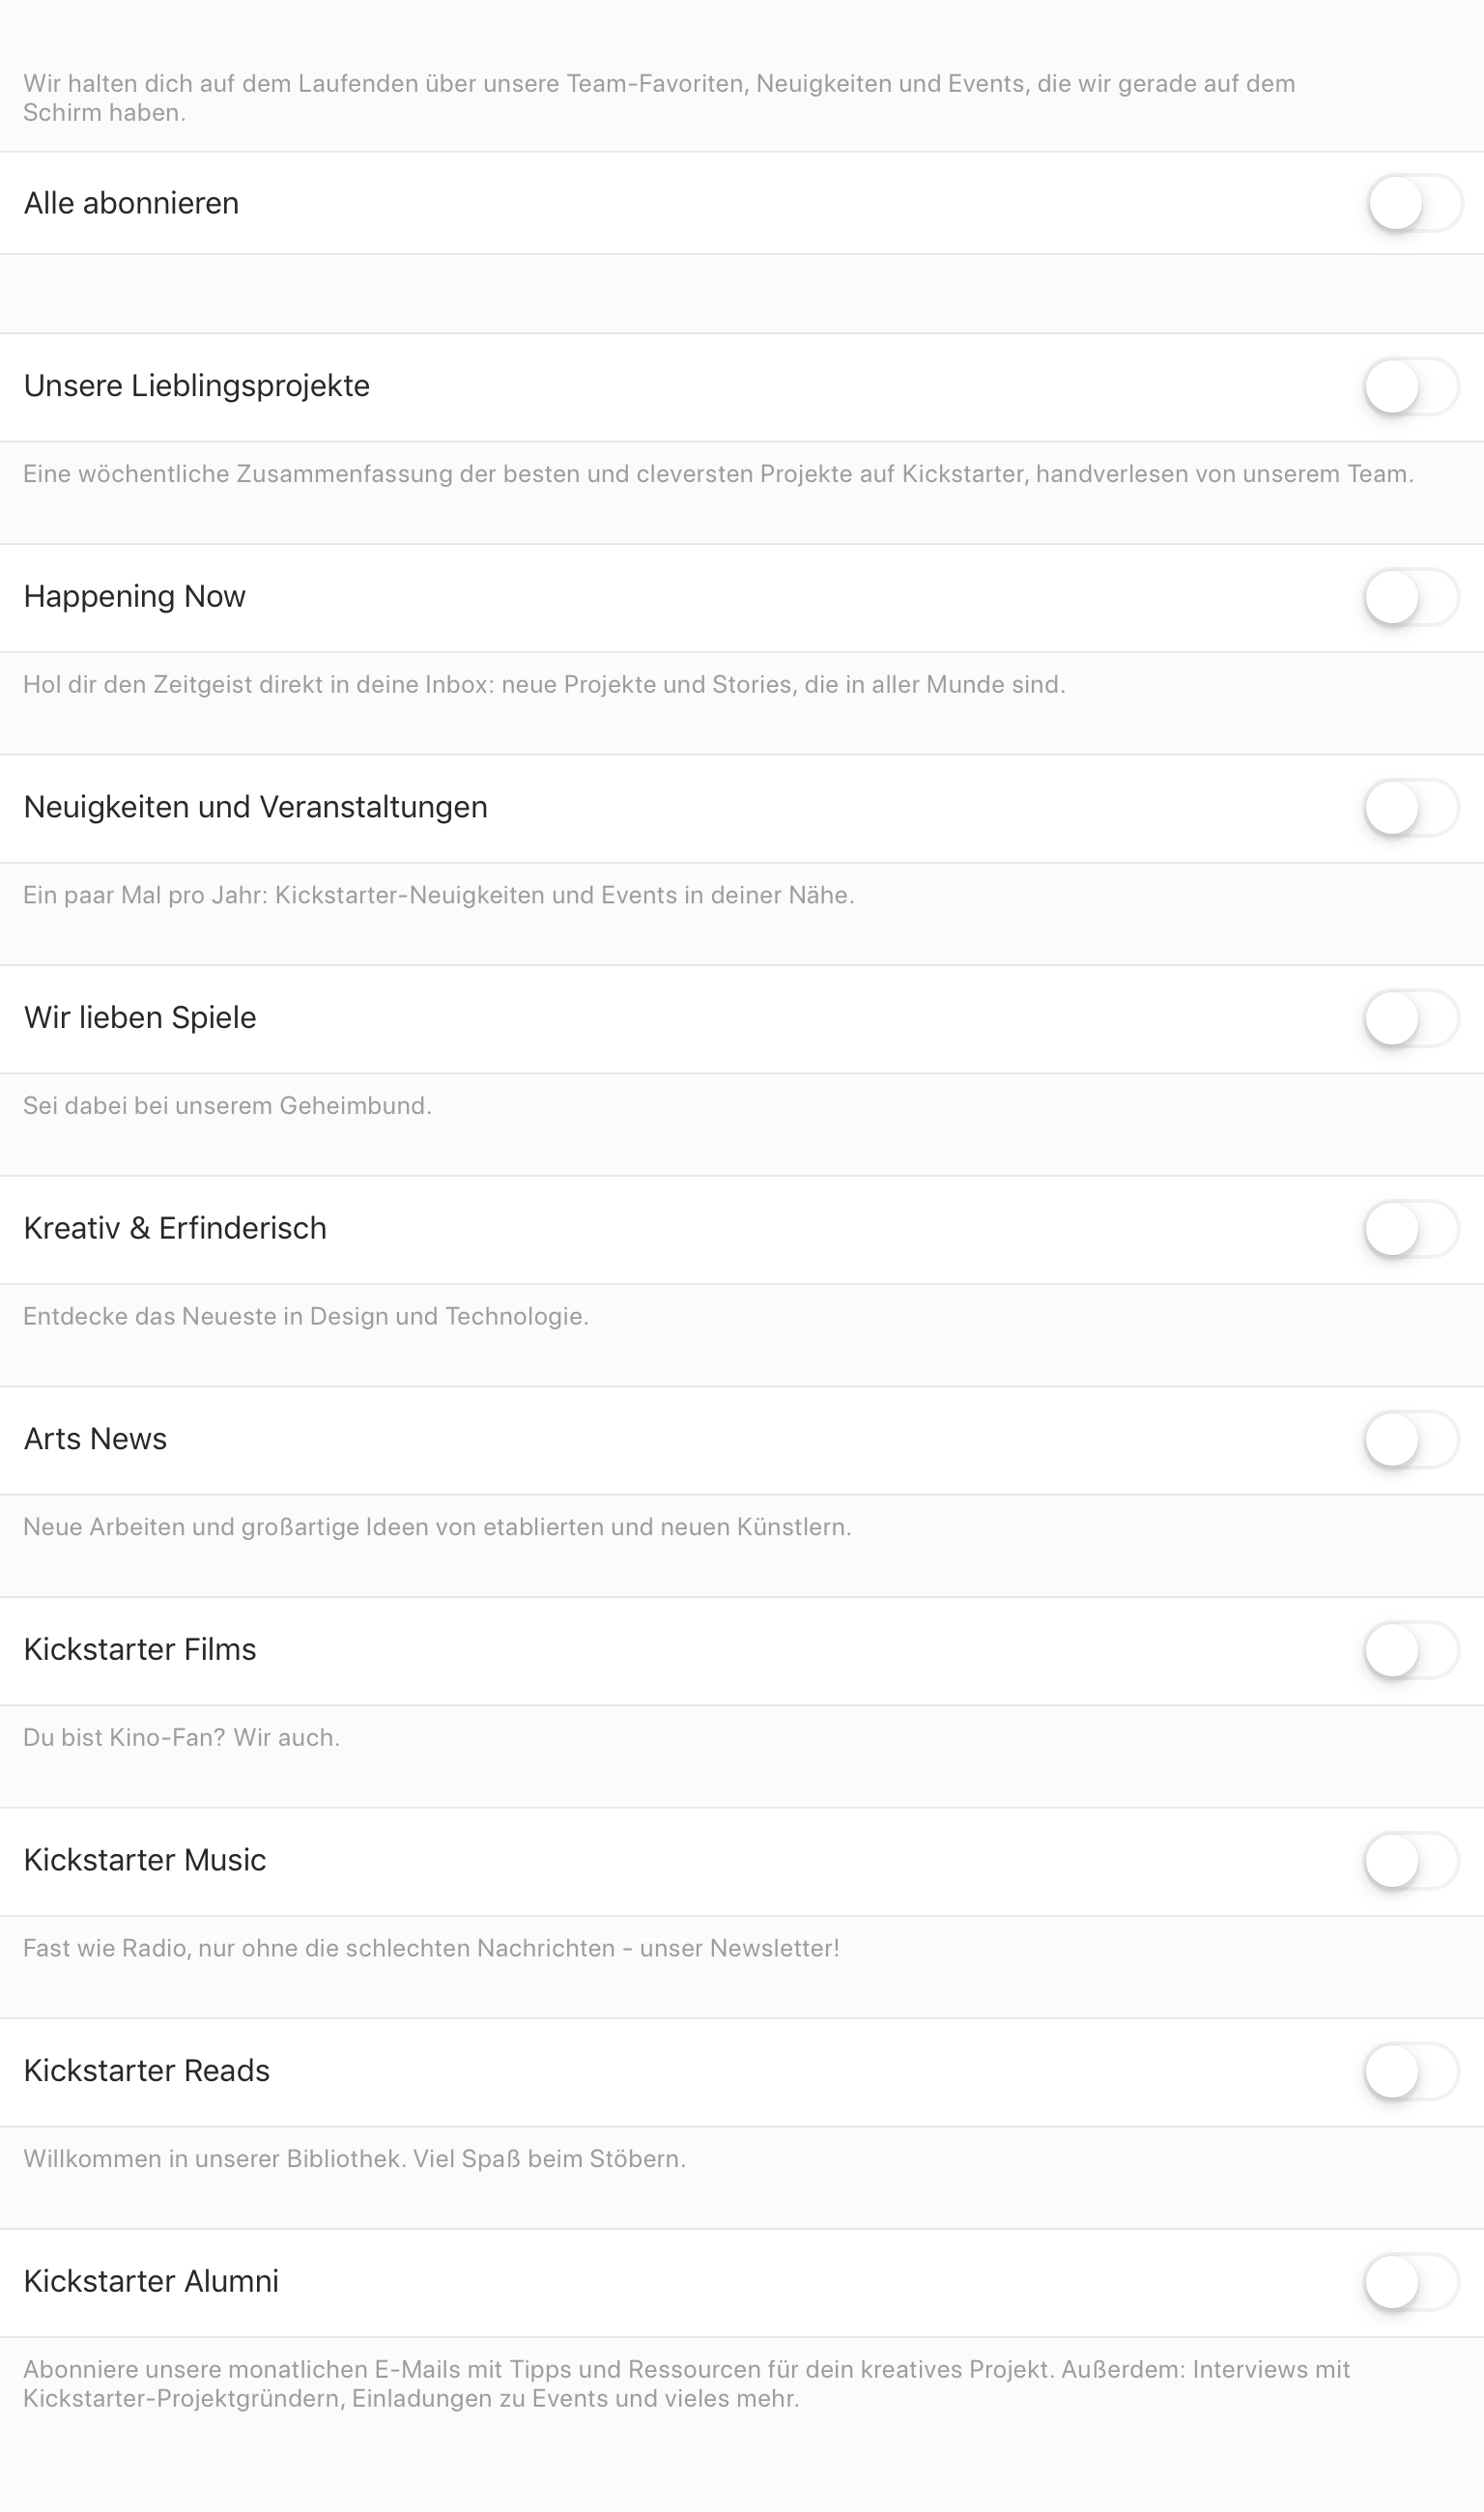 Wir halten dich auf dem Laufenden über unsere Team-Favoriten, Neuigkeiten und Events, die wir gerade auf dem
Schirm haben.
Alle abonnieren
Unsere Lieblingsprojekte
Eine wöchentliche Zusammenfassung der besten und cleversten Projekte auf Kickstarter, handverlesen von unserem Team.
Happening Now
Hol dir den Zeitgeist direkt in deine Inbox: neue Projekte und Stories, die in aller Munde sind.
Neuigkeiten und Veranstaltungen
Ein paar Mal pro Jahr: Kickstarter-Neuigkeiten und Events in deiner Nähe.
Wir lieben Spiele
Sei dabei bei unserem Geheimbund.
Kreativ & Erfinderisch
Entdecke das Neueste in Design und Technologie.
Arts News
Neue Arbeiten und großartige Ideen von etablierten und neuen Künstlern.
Kickstarter Films
Du bist Kino-Fan? Wir auch.
Kickstarter Music
Fast wie Radio, nur ohne die schlechten Nachrichten - unser Newsletter!
Kickstarter Reads
Willkommen in unserer Bibliothek. Viel Spaß beim Stöbern.
Kickstarter Alumni
Abonniere unsere monatlichen E-Mails mit Tipps und Ressourcen für dein kreatives Projekt. Außerdem: Interviews mit
Kickstarter-Projektgründern, Einladungen zu Events und vieles mehr.